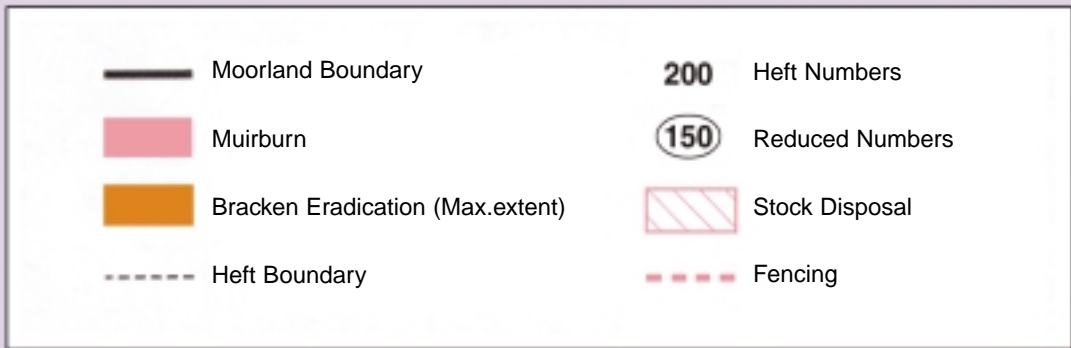 Moorland Boundary
200 Heft Numbers
Muirburn
150 Reduced Numbers
Bracken Eradication (Max.extent)
Stock Disposal
Heft Boundary
Fencing